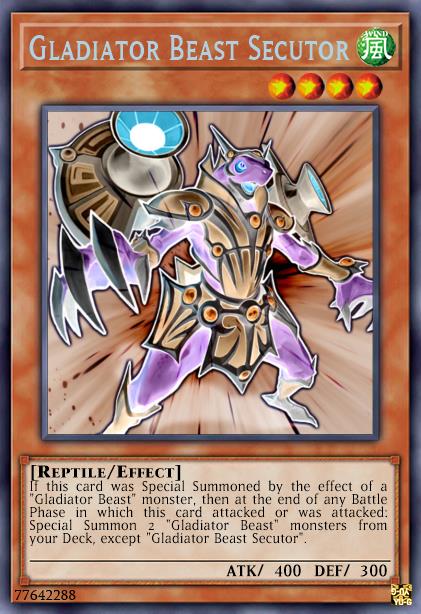 GLADIATOR BEAST SECUTOR
WIND
風
[REPTILE/EFFECT]
If this card was Special Summoned by the effect of a
"Gladiator Beast" monster, then at the end of any Battle
Phase in which this card attacked or was attacked:
Special Summon 2 "Gladiator Beast" monsters from
your Deck, except "Gladiator Beast Secutor".
ATK/ 400 DEF/ 300
77642288